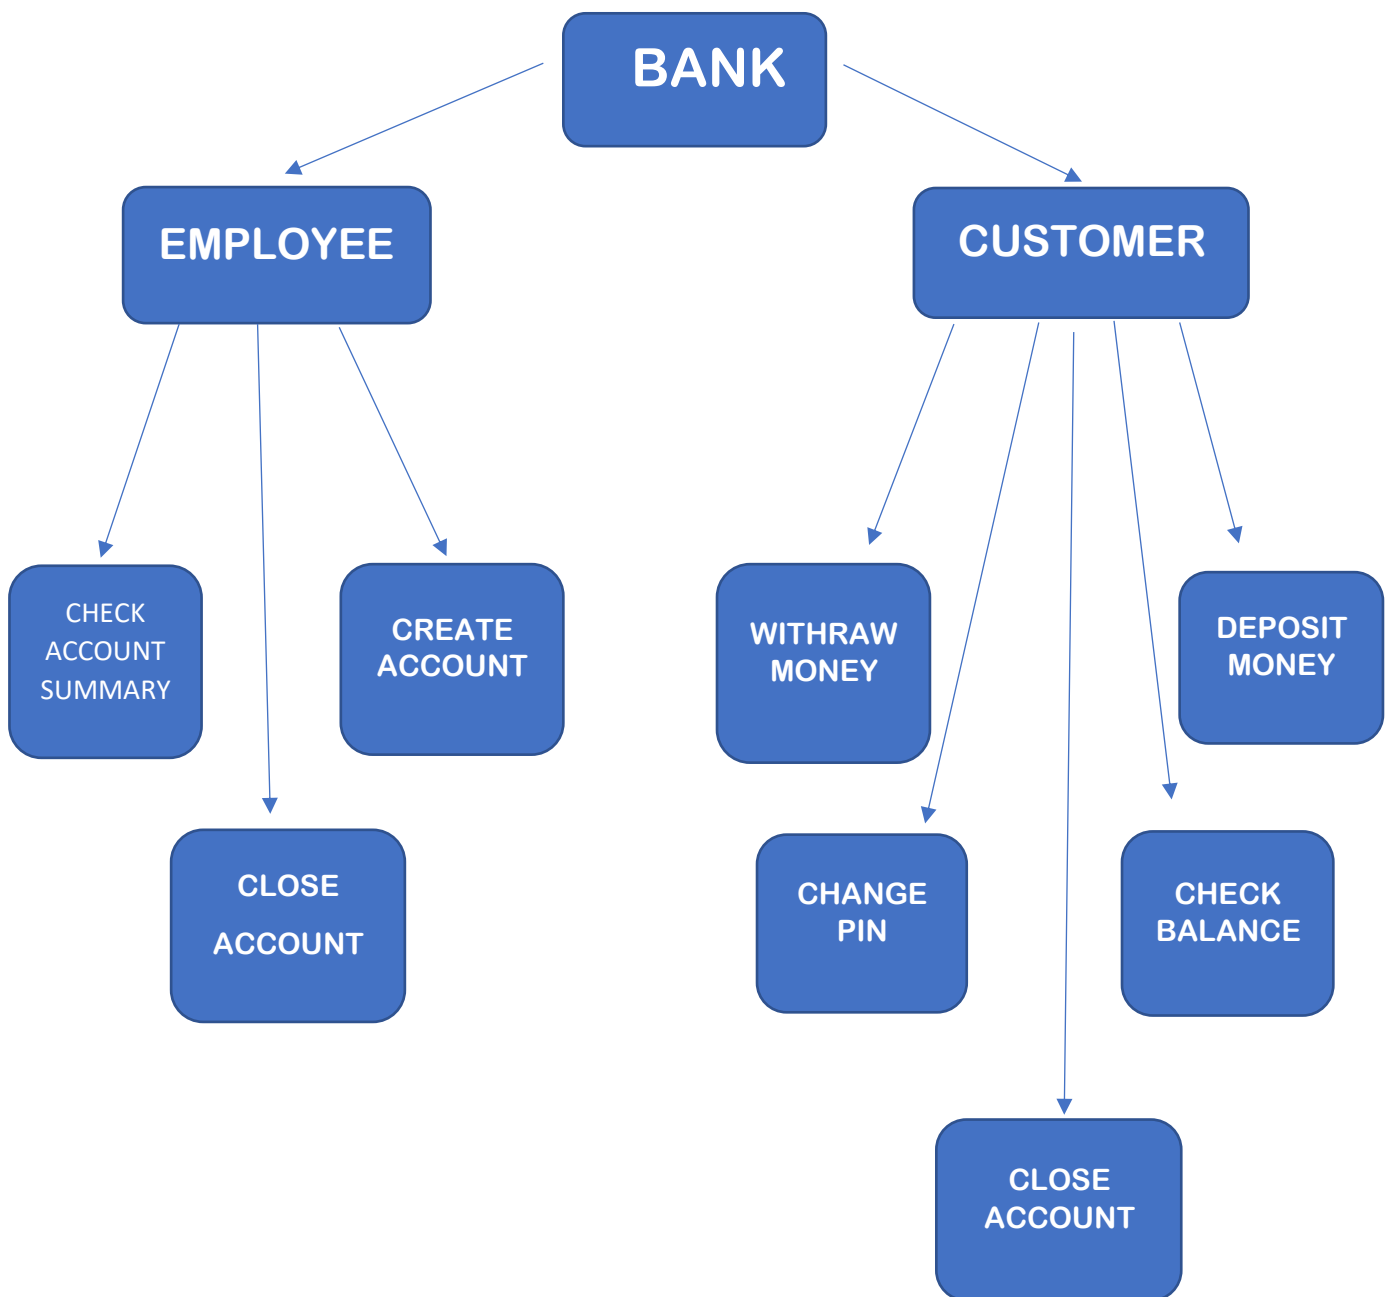 BANK
EMPLOYEE
CUSTOMER
CHECK
ACCOUNT
SUMMARY
CREATE
ACCOUNT
WITHRAW
MONEY
DEPOSIT
MONEY
CLOSE
ACCOUNT
CHANGE
PIN
CHECK
BALANCE
CLOSE
ACCOUNT